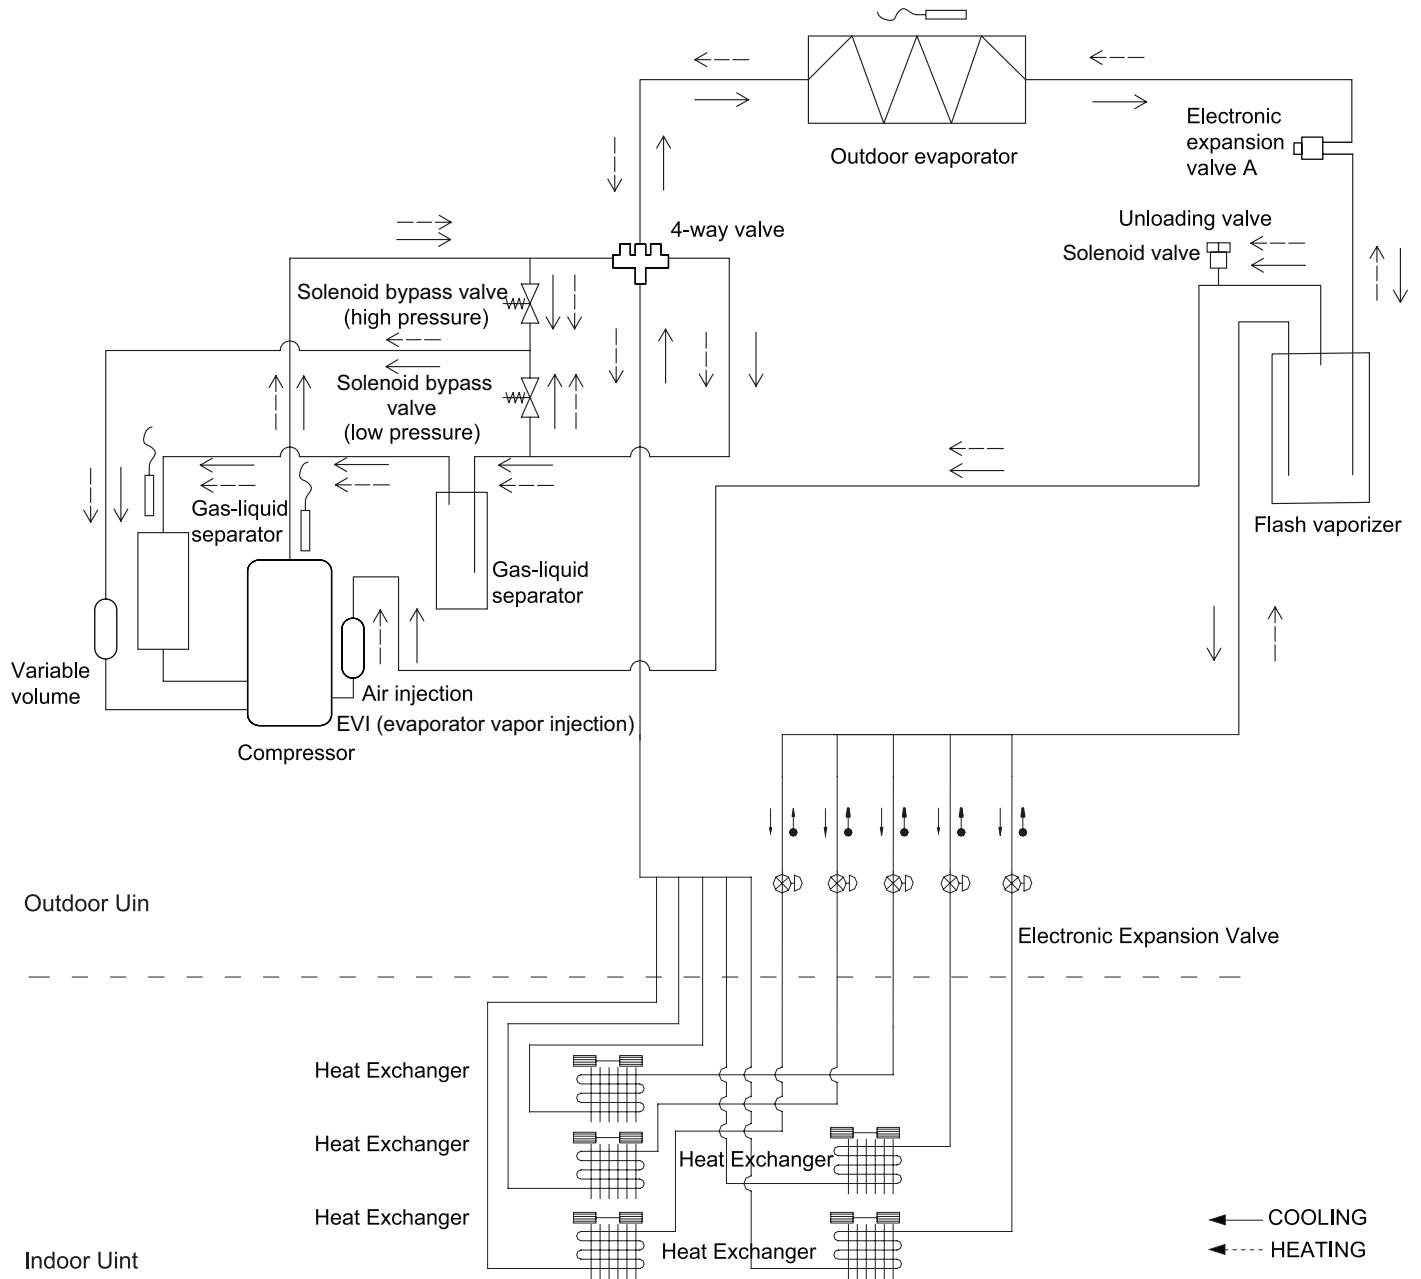 Electronic
expansion
valve A
Outdoor evaporator
4-way valve
Unloading valve
Solenoid valve
Solenoid bypass valve
(high pressure)
Solenoid bypass
valve
(low pressure)
Gas-liquid
separator
Flash vaporizer
Gas-liquid
separator
Variable
volume
Air injection
EVI (evaporator vapor injection)
Compressor
Outdoor Uin
Electronic Expansion Valve
Heat Exchanger
Heat Exchanger
Heat Exchanger
Heat Exchanger
Heat Exchanger
COOLING
HEATING
Indoor Uint